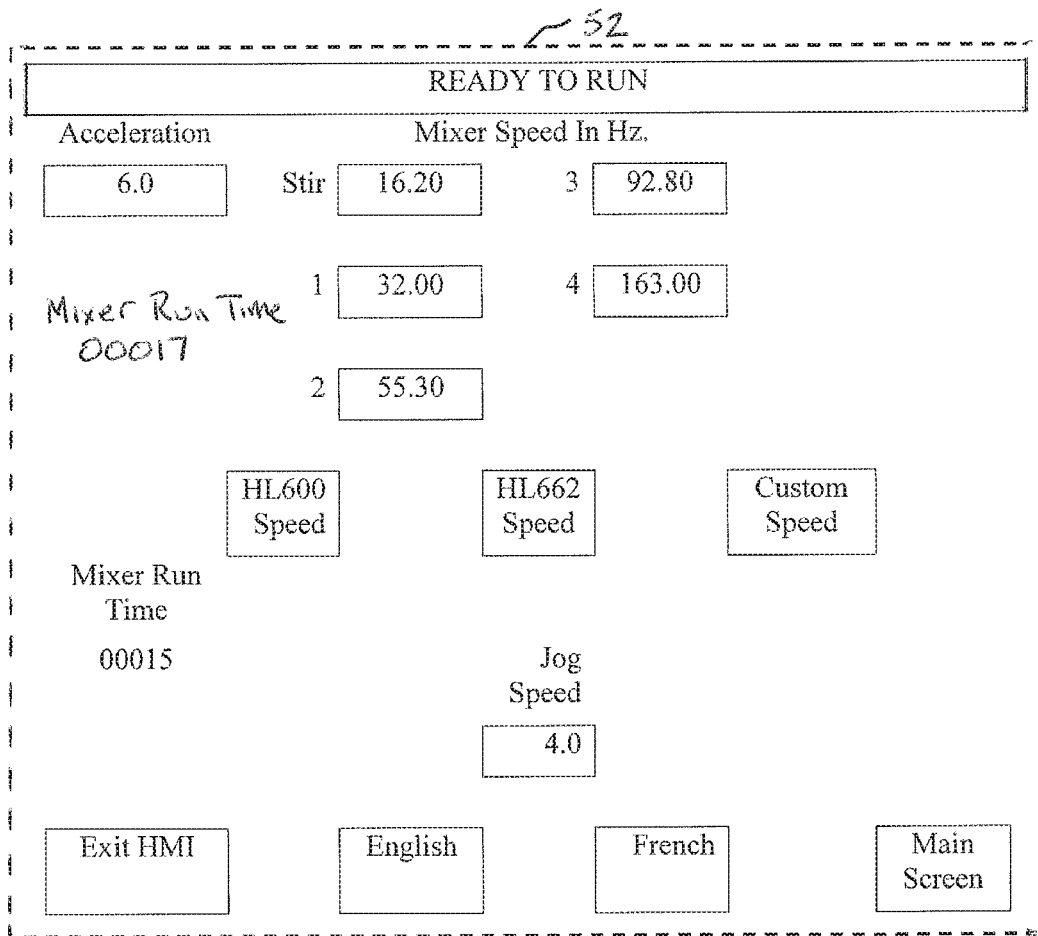 52
READY TO RUN
Acceleration Mixer Speed In Hz.
6.0 Stir 16.20 3 92.80
1 32.00 4 163.00
Mixer Run Time
00017
2 55.30
HL600 HL662 Custom
Speed Speed Speed
Mixer Run
Time
00015 Jog
Speed
4.0
Exit HMI English French Main
Screen